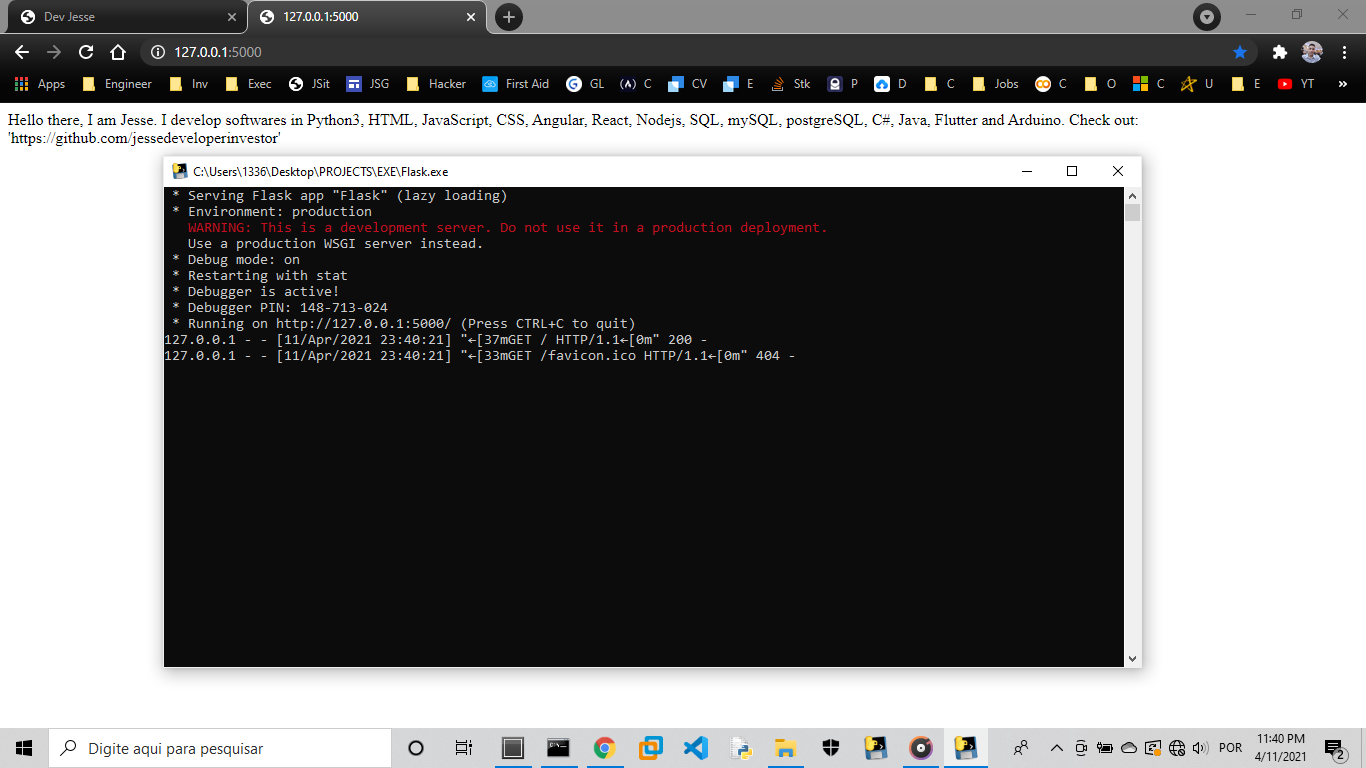 Dev Jesse
127.0.0.1:5000
127.0.0.1:5000
Apps Engineer Inv Exec JSit JSG Hacker First Aid GL C CV E Stk P D C Jobs C O C U E YT »
Hello there, I am Jesse. I develop softwares in Python3, HTML, JavaScript, CSS, Angular, React, Nodejs, SQL, mySQL, postgreSQL, C#, Java, Flutter and Arduino. Check out:
'https://github.com/jessedeveloperinvestor'
C:\Users\1336\Desktop\PROJECTS\EXE\Flask.exe
* Serving Flask app "Flask" (lazy loading)
* Environment: production
WARNING: This is a development server. Do not use it in a production deployment.
Use a production WSGI server instead.
* Debug mode: on
* Restarting with stat
* Debugger is active!
* Debugger PIN: 148-713-024
* Running on http://127.0.0.1:5000/ (Press CTRL+C to quit)
127.0.0.1 - - [11/Apr/2021 23:40:21] "←[37mGET / HTTP/1.1←[0m" 200 -
127.0.0.1 - - [11/Apr/2021 23:40:21] "←[33mGET /favicon.ico HTTP/1.1←[0m" 404 -
Digite aqui para pesquisar
POR
11:40 PM
4/11/2021
2